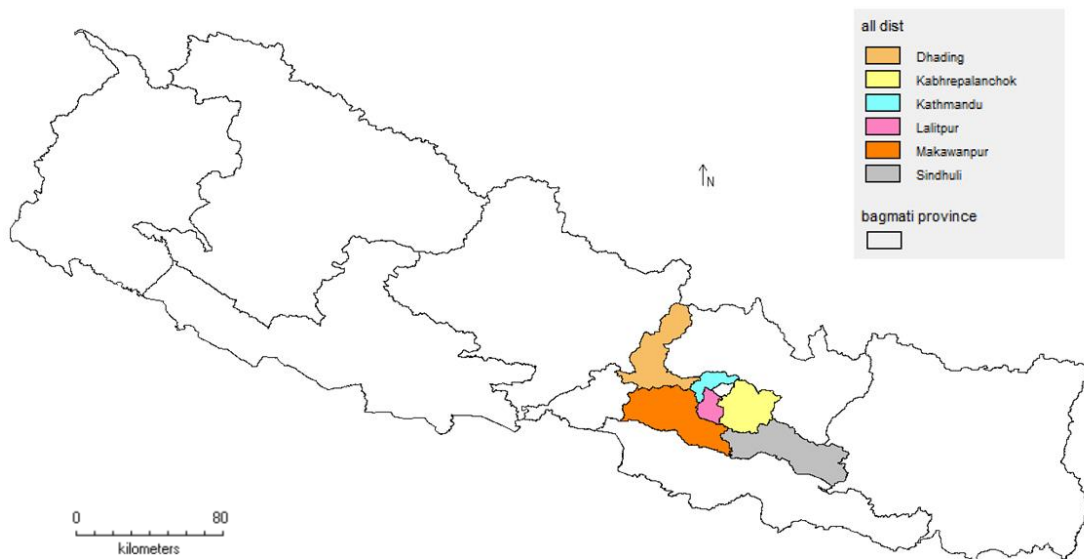 all dist
Dhading
Kabhrepalanchok
Kathmandu
Lalitpur
Makawanpur
Sindhuli
bagmati province
N
0 80
kilometers